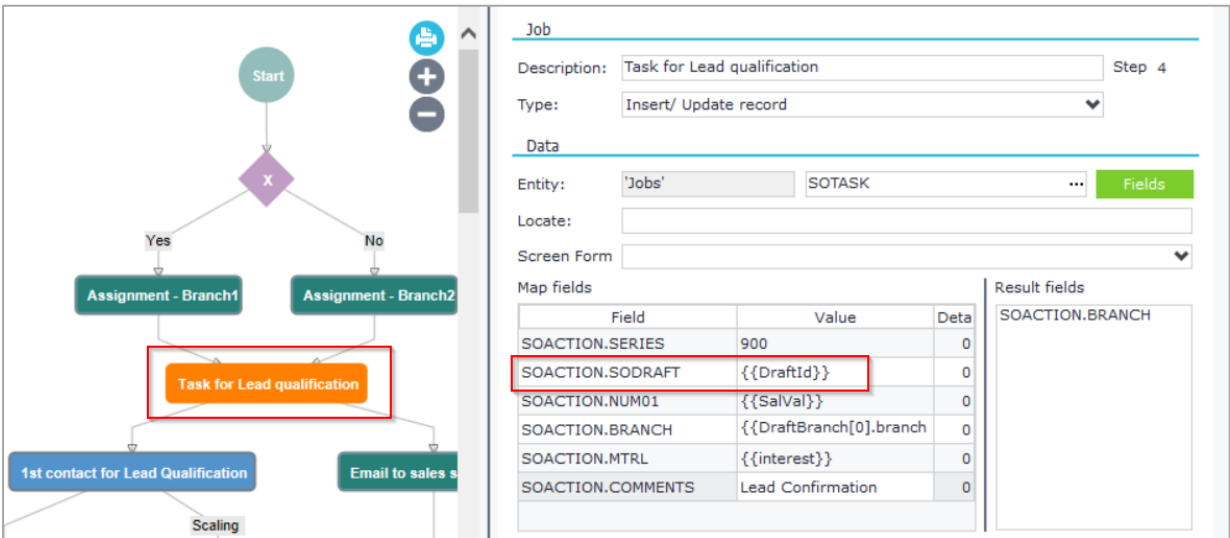 Start
X
Yes
No
Assignment - Branch1
Assignment - Branch2
Task for Lead qualification
1st contact for Lead Qualification
Email to sales s
Scaling
Job
Description: Task for Lead qualification Step 4
Type: Insert/ Update record
Data
Entity: 'Jobs' SOTASK ... Fields
Locate:
Screen Form
Map fields
Field Value Deta
SOACTION.SERIES 900 0
SOACTION.SODRAFT {{DraftId}} 0
SOACTION.NUM01 {{SalVal}} 0
SOACTION.BRANCH {{DraftBranch[0].branch 0
SOACTION.MTRL {{interest}} 0
SOACTION.COMMENTS Lead Confirmation 0
Result fields
SOACTION.BRANCH